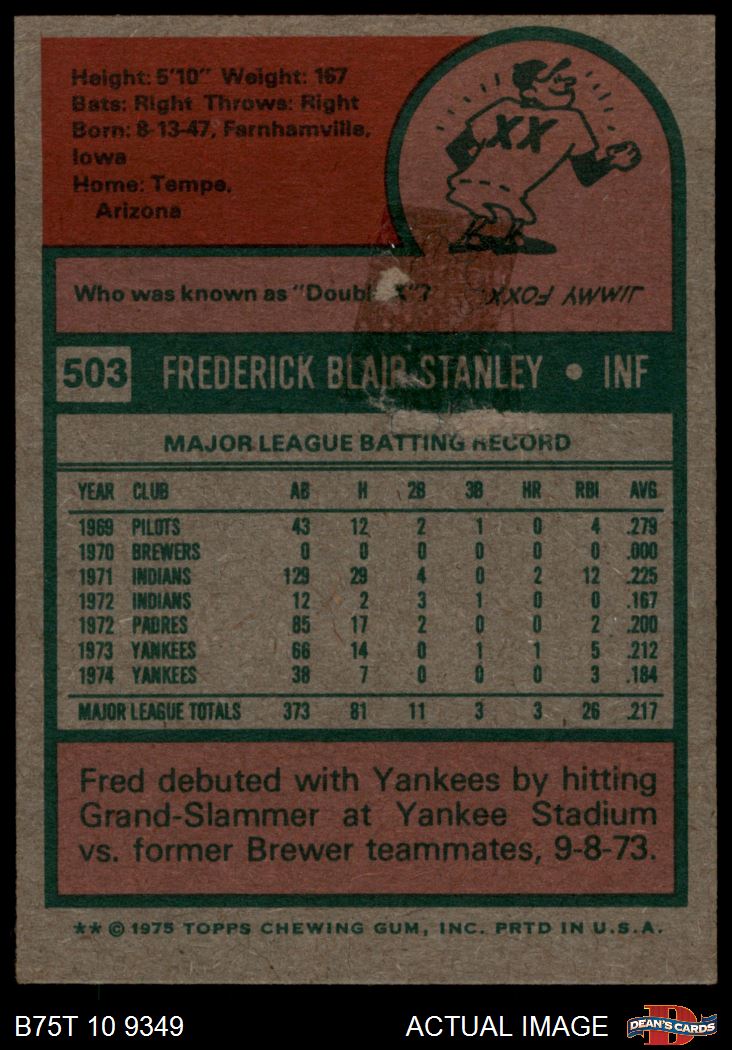 Height: 5'10" Weight: 167
Bats: Right Throws: Right
Born: 8-13-47, Farnhamville,
Iowa
Home: Tempe,
Arizona
XX
Who was known as "Double X"? JIMMY FOXX
503 FREDERICK BLAIR STANLEY • INF
MAJOR LEAGUE BATTING RECORD
YEAR CLUB AB H 2B 3B HR RBI AVG
1969 PILOTS 43 12 2 1 0 4 .279
1970 BREWERS 0 0 0 0 0 0 .000
1971 INDIANS 129 29 4 0 2 12 .225
1972 INDIANS 12 2 3 1 0 0 .167
1972 PADRES 85 17 2 0 0 2 .200
1973 YANKEES 66 14 0 1 1 5 .212
1974 YANKEES 38 7 0 0 0 3 .184
MAJOR LEAGUE TOTALS 373 81 11 3 3 26 .217
Fred debuted with Yankees by hitting
Grand-Slammer at Yankee Stadium
vs. former Brewer teammates, 9-8-73.
** © 1975 TOPPS CHEWING GUM, INC. PRTD IN U.S.A.
B75T 10 9349 ACTUAL IMAGE D DEAN'S CARDS